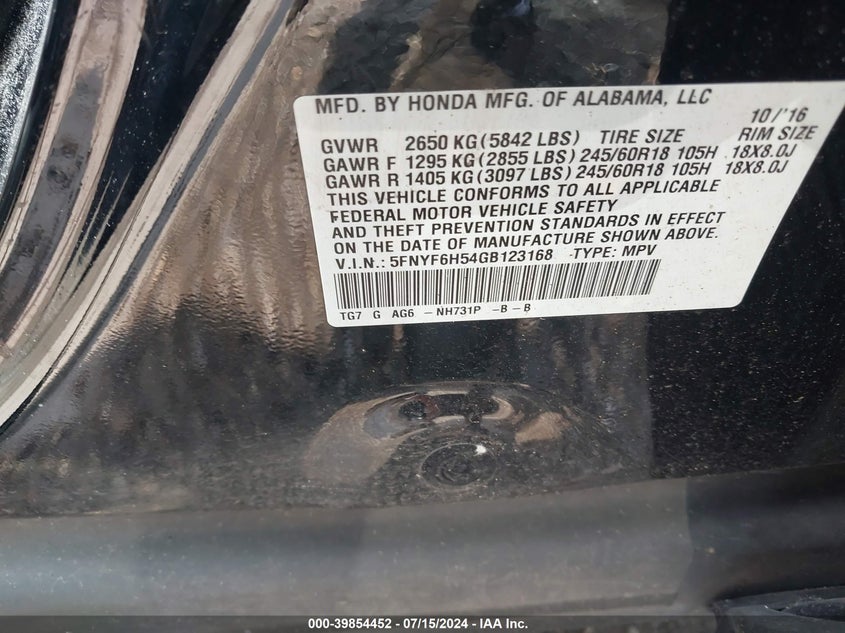 MFD. BY HONDA MFG. OF ALABAMA, LLC 10/'16
GVWR 2650 KG(5842 LBS) TIRE SIZE RIM SIZE
GAWR F 1295 KG(2855 LBS) 245/60R18 105H 18X8.0J
GAWR R 1405 KG(3097 LBS) 245/60R18 105H 18X8.0J
THIS VEHICLE CONFORMS TO ALL APPLICABLE
FEDERAL MOTOR VEHICLE SAFETY
AND THEFT PREVENTION STANDARDS IN EFFECT
ON THE DATE OF MANUFACTURE SHOWN ABOVE.
V.I.N.: 5FNYF6H54GB123168 TYPE: MPV
TG7 G AG6 -NH731P -B-B
000-39854452 - 07/15/2024 - IAA Inc.